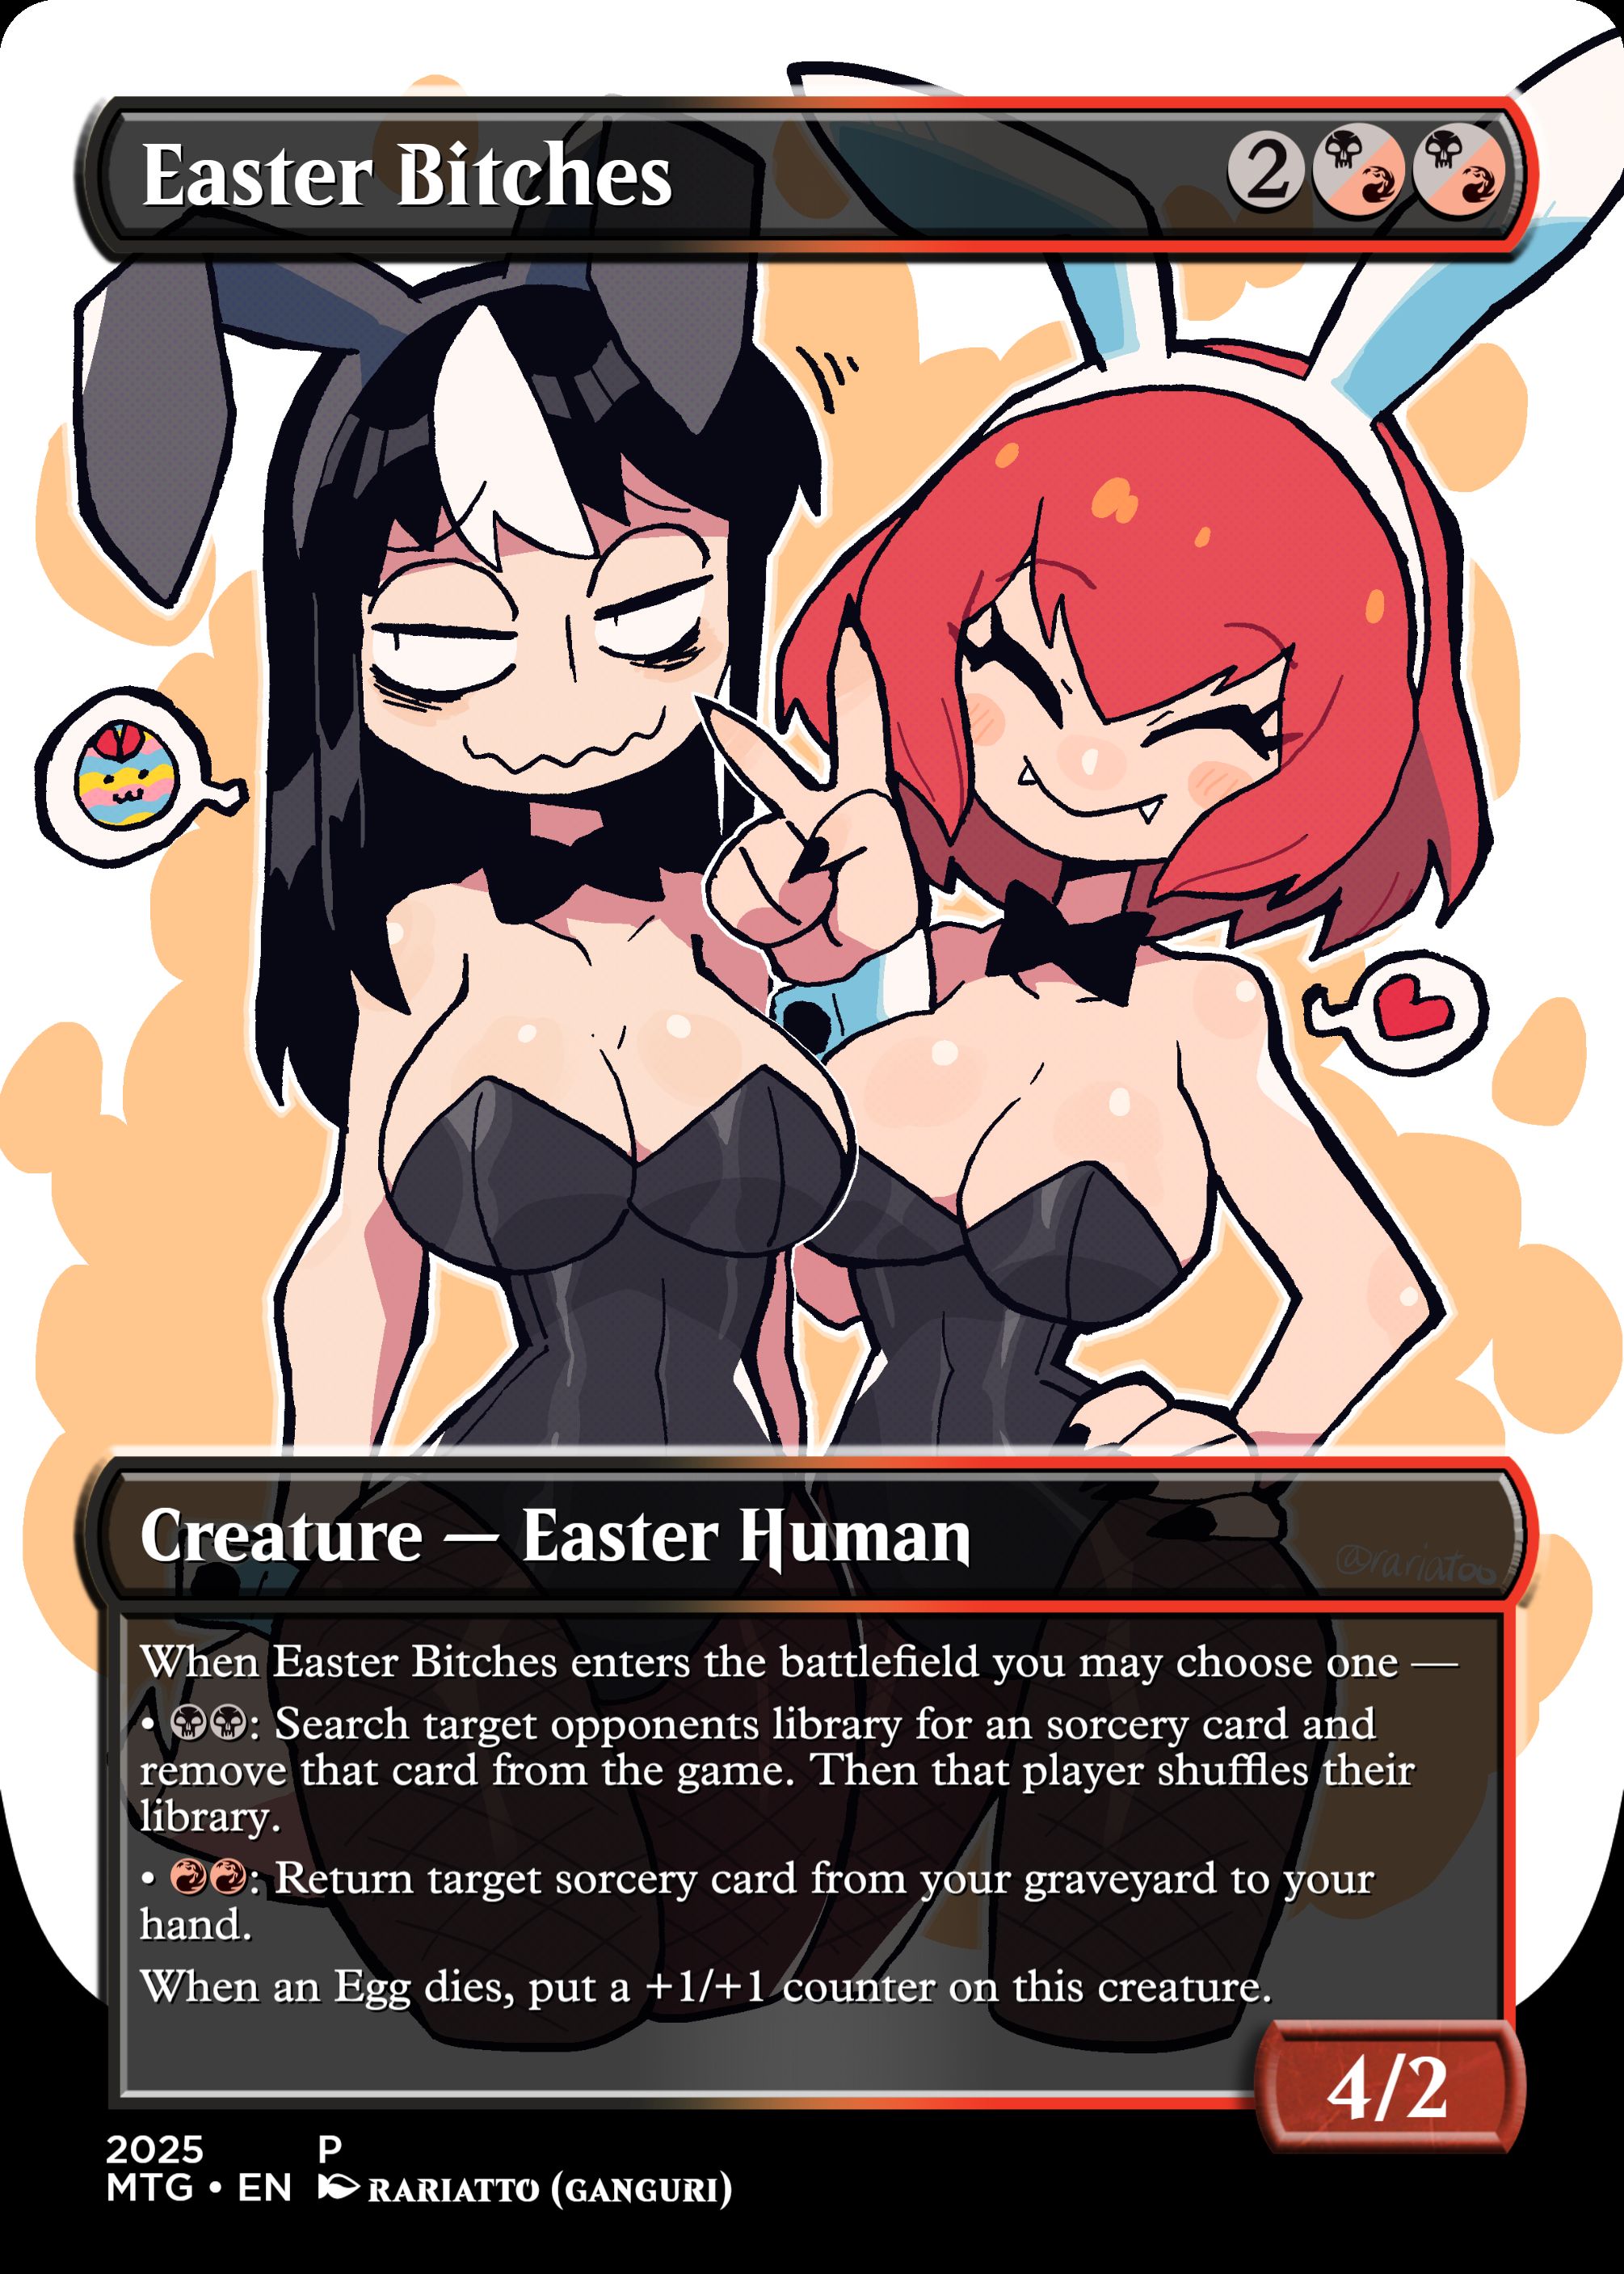 Easter Bitches 2
Creature — Easter Human
@rariatoo
When Easter Bitches enters the battlefield you may choose one —
• : Search target opponents library for an sorcery card and
remove that card from the game. Then that player shuffles their
library.
• : Return target sorcery card from your graveyard to your
hand.
When an Egg dies, put a +1/+1 counter on this creature.
4/2
2025 P
MTG • EN RARIATTO (GANGURI)